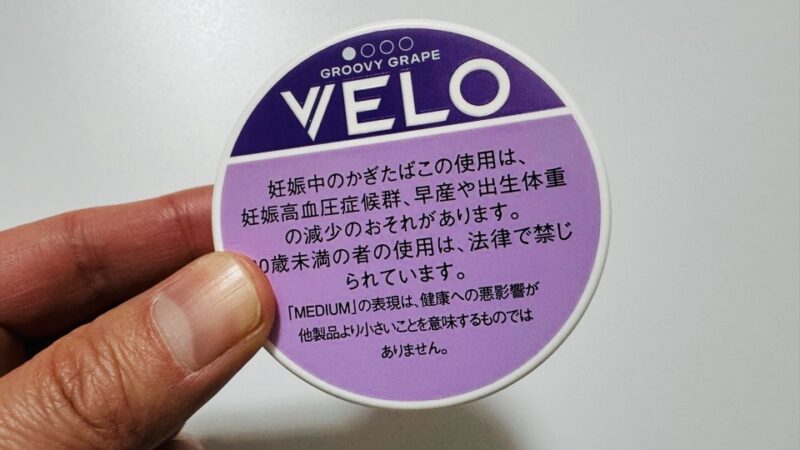 GROOVY GRAPE
VELO
妊娠中のかぎたばこの使用は、
妊娠高血圧症候群、早産や出生体重
の減少のおそれがあります。
0歳未満の者の使用は、法律で禁じ
られています。
「MEDIUM」の表現は、健康への悪影響が
他製品より小さいことを意味するものでは
ありません。